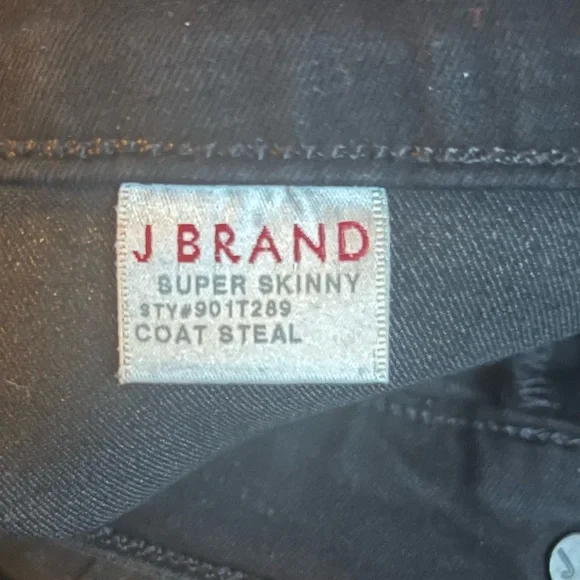 J BRAND
SUPER SKINNY
STY#901T289
COAT STEAL
J